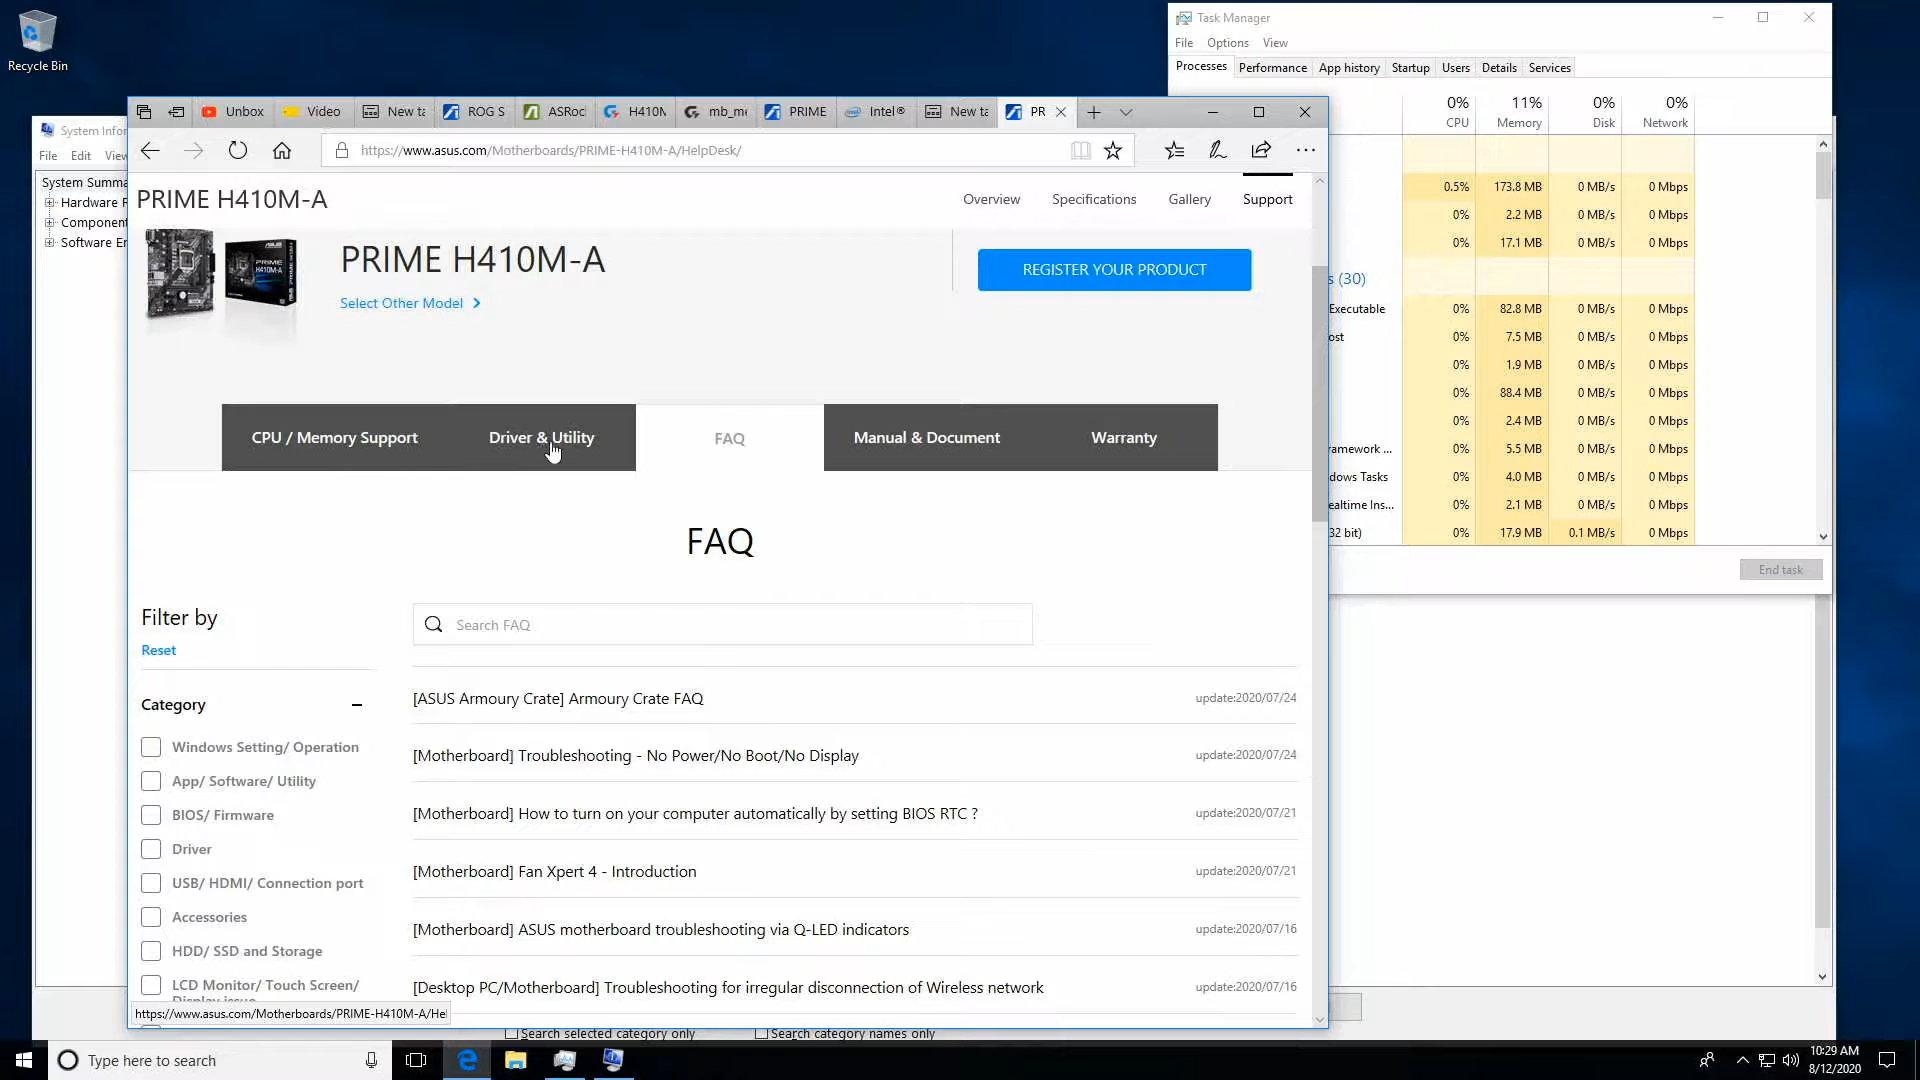 Recycle Bin
Task Manager
File Options View
Processes Performance App history Startup Users Details Services
0% 11% 0% 0%
CPU Memory Disk Network
0.5% 173.8 MB 0 MB/s 0 Mbps
0% 2.2 MB 0 MB/s 0 Mbps
0% 17.1 MB 0 MB/s 0 Mbps
s (30)
Executable 0% 82.8 MB 0 MB/s 0 Mbps
ost 0% 7.5 MB 0 MB/s 0 Mbps
0% 1.9 MB 0 MB/s 0 Mbps
0% 88.4 MB 0 MB/s 0 Mbps
0% 2.4 MB 0 MB/s 0 Mbps
ramework ... 0% 5.5 MB 0 MB/s 0 Mbps
dows Tasks 0% 4.0 MB 0 MB/s 0 Mbps
ealtime Ins... 0% 2.1 MB 0 MB/s 0 Mbps
32 bit) 0% 17.9 MB 0.1 MB/s 0 Mbps
End task
System Infor
File Edit View
System Summa
Hardware R
Component
Software En
Unbox Video New ta ROG S ASRoc H410M mb_me PRIME Intel® New ta PR
https://www.asus.com/Motherboards/PRIME-H410M-A/HelpDesk/
PRIME H410M-A
Overview Specifications Gallery Support
PRIME H410M-A
Select Other Model
REGISTER YOUR PRODUCT
CPU / Memory Support Driver & Utility FAQ Manual & Document Warranty
FAQ
Filter by
Reset
Search FAQ
Category
Windows Setting/ Operation
App/ Software/ Utility
BIOS/ Firmware
Driver
USB/ HDMI/ Connection port
Accessories
HDD/ SSD and Storage
LCD Monitor/ Touch Screen/
Display issue
[ASUS Armoury Crate] Armoury Crate FAQ update:2020/07/24
[Motherboard] Troubleshooting - No Power/No Boot/No Display update:2020/07/24
[Motherboard] How to turn on your computer automatically by setting BIOS RTC ? update:2020/07/21
[Motherboard] Fan Xpert 4 - Introduction update:2020/07/21
[Motherboard] ASUS motherboard troubleshooting via Q-LED indicators update:2020/07/16
[Desktop PC/Motherboard] Troubleshooting for irregular disconnection of Wireless network update:2020/07/16
https://www.asus.com/Motherboards/PRIME-H410M-A/Hel
Search selected category only Search category names only
Type here to search
10:29 AM
8/12/2020